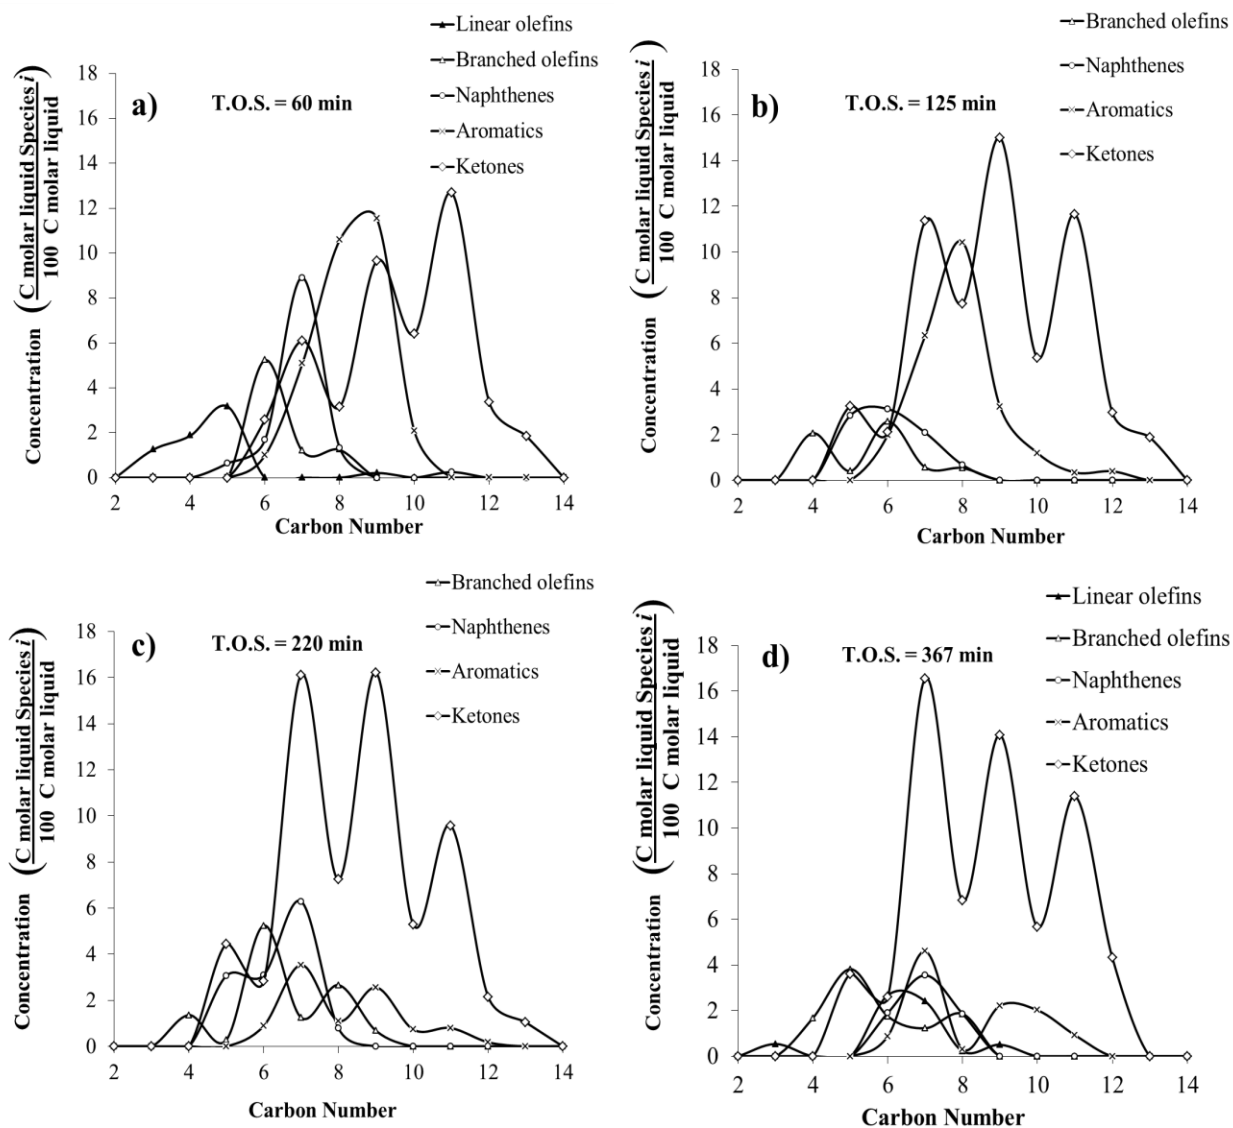 Linear olefins
Branched olefins
Naphthenes
Aromatics
Ketones
a)
T.O.S. = 60 min
18
16
14
12
10
8
6
4
2
0
2 4 6 8 10 12 14
Carbon Number
Concentration (C molar liquid Species i / 100 C molar liquid)
Branched olefins
Naphthenes
Aromatics
Ketones
b)
T.O.S. = 125 min
18
16
14
12
10
8
6
4
2
0
2 4 6 8 10 12 14
Carbon Number
Concentration (C molar liquid Species i / 100 C molar liquid)
Branched olefins
Naphthenes
Aromatics
Ketones
c)
T.O.S. = 220 min
18
16
14
12
10
8
6
4
2
0
2 4 6 8 10 12 14
Carbon Number
Concentration (C molar liquid Species i / 100 C molar liquid)
Linear olefins
Branched olefins
Naphthenes
Aromatics
Ketones
d)
T.O.S. = 367 min
18
16
14
12
10
8
6
4
2
0
2 4 6 8 10 12 14
Carbon Number
Concentration (C molar liquid Species i / 100 C molar liquid)